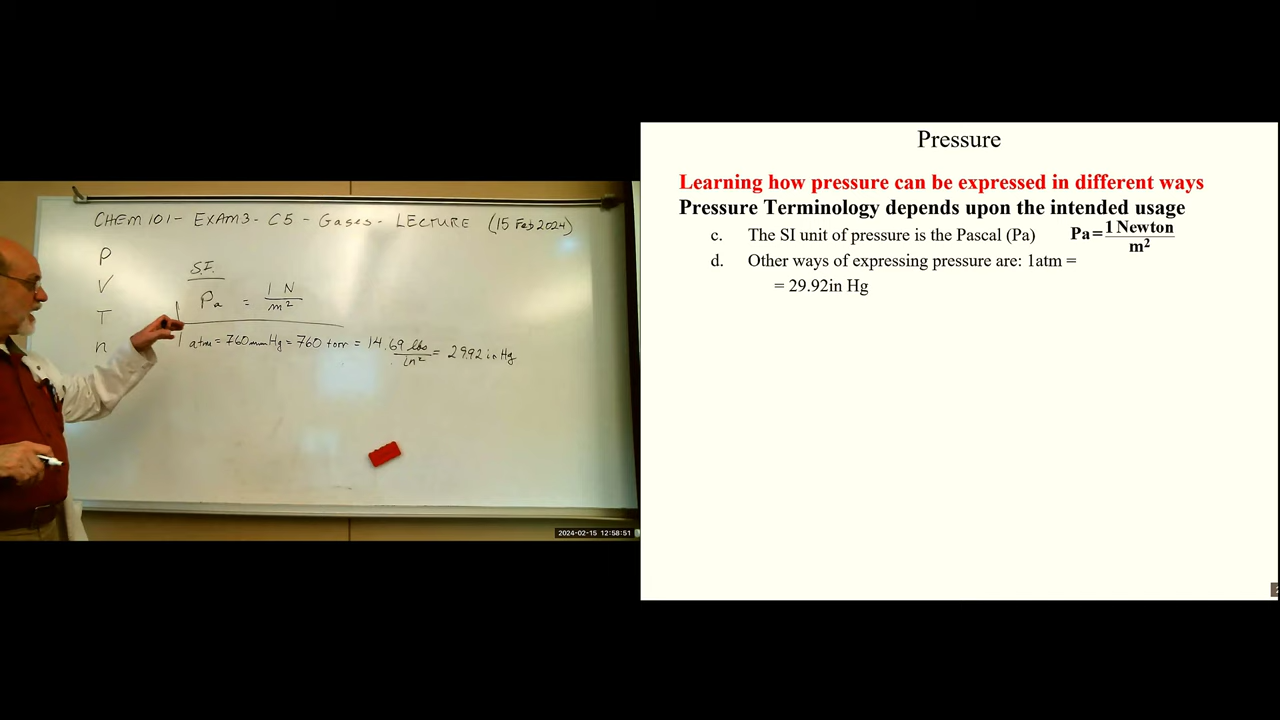 CHEM 101- EXAM3- C5 - Gases- LECTURE (15 Feb 2024)
P
V
T
n
S.I.
Pa = 1 N
m²
1 atm = 760 mm Hg = 760 torr = 14.69 lbs
in² = 29.92 in Hg
2024-02-15 12:58:51
Pressure
Learning how pressure can be expressed in different ways
Pressure Terminology depends upon the intended usage
c. The SI unit of pressure is the Pascal (Pa) Pa=1 Newton
m²
d. Other ways of expressing pressure are: 1atm =
= 29.92in Hg